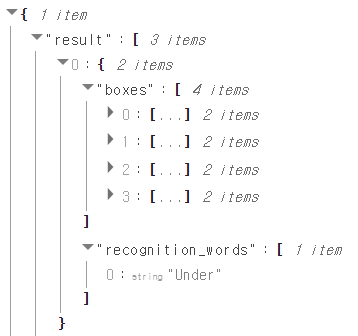 { 1 item
"result" : [ 3 items
0 : { 2 items
"boxes" : [ 4 items
0 : [...] 2 items
1 : [...] 2 items
2 : [...] 2 items
3 : [...] 2 items
]
"recognition_words" : [ 1 item
0 : string "Under"
]
}